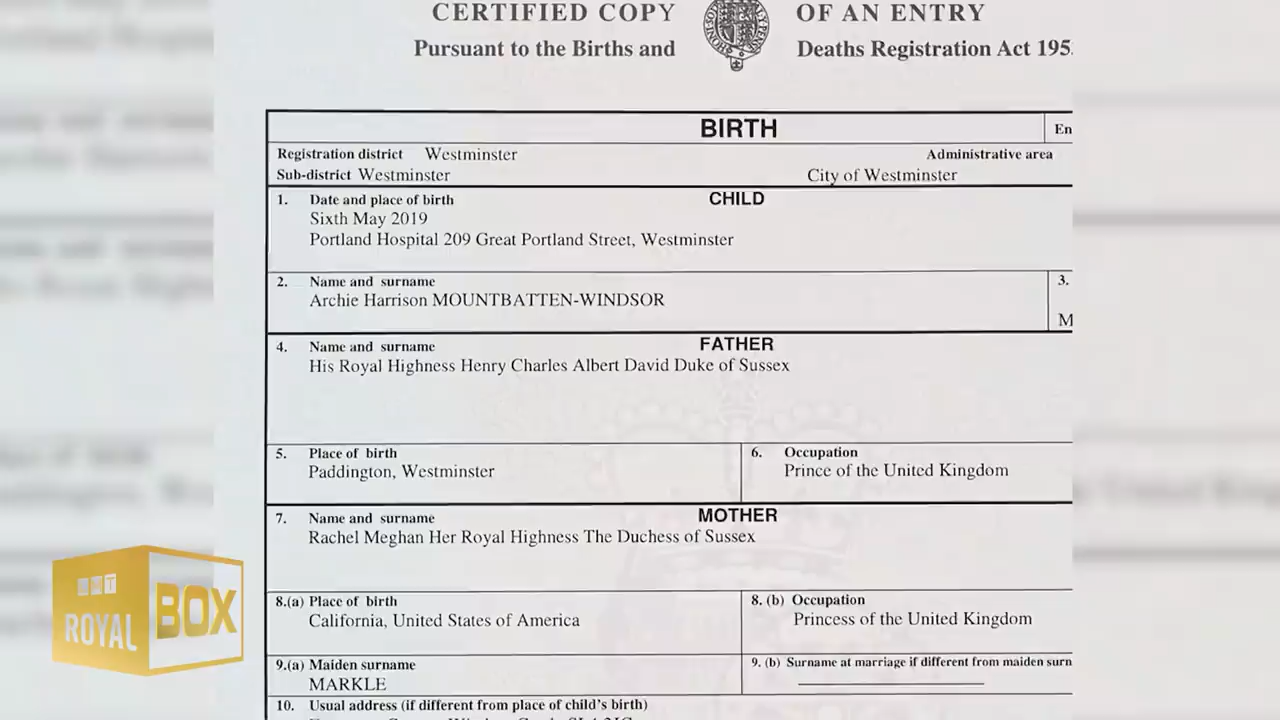 CERTIFIED COPY OF AN ENTRY
Pursuant to the Births and Deaths Registration Act 195
BIRTH
En
Registration district Westminster
Administrative area
Sub-district Westminster
City of Westminster
1. Date and place of birth
CHILD
Sixth May 2019
Portland Hospital 209 Great Portland Street, Westminster
2. Name and surname
3.
Archie Harrison MOUNTBATTEN-WINDSOR
M
4. Name and surname
FATHER
His Royal Highness Henry Charles Albert David Duke of Sussex
5. Place of birth
Paddington, Westminster
6. Occupation
Prince of the United Kingdom
7. Name and surname
MOTHER
Rachel Meghan Her Royal Highness The Duchess of Sussex
8.(a) Place of birth
California, United States of America
8. (b) Occupation
Princess of the United Kingdom
9.(a) Maiden surname
MARKLE
9. (b) Surname at marriage if different from maiden surn
10. Usual address (if different from place of child's birth)
ROYAL
BOX